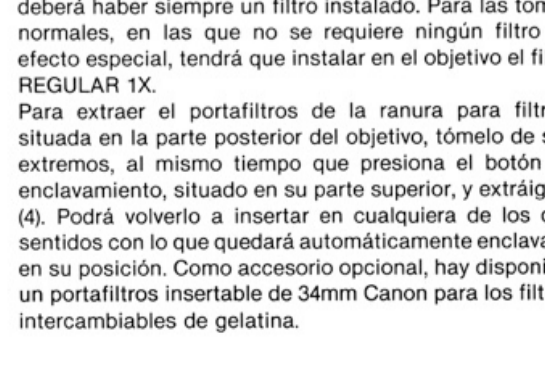 deberá haber siempre un filtro instalado. Para las tom
normales, en las que no se requiere ningún filtro
efecto especial, tendrá que instalar en el objetivo el fi
REGULAR 1X.
Para extraer el portafiltros de la ranura para filt
situada en la parte posterior del objetivo, tómelo de s
extremos, al mismo tiempo que presiona el botón
enclavamiento, situado en su parte superior, y extráig
(4). Podrá volverlo a insertar en cualquiera de los
sentidos con lo que quedará automáticamente enclava
en su posición. Como accesorio opcional, hay disponi
un portafiltros insertable de 34mm Canon para los filt
intercambiables de gelatina.